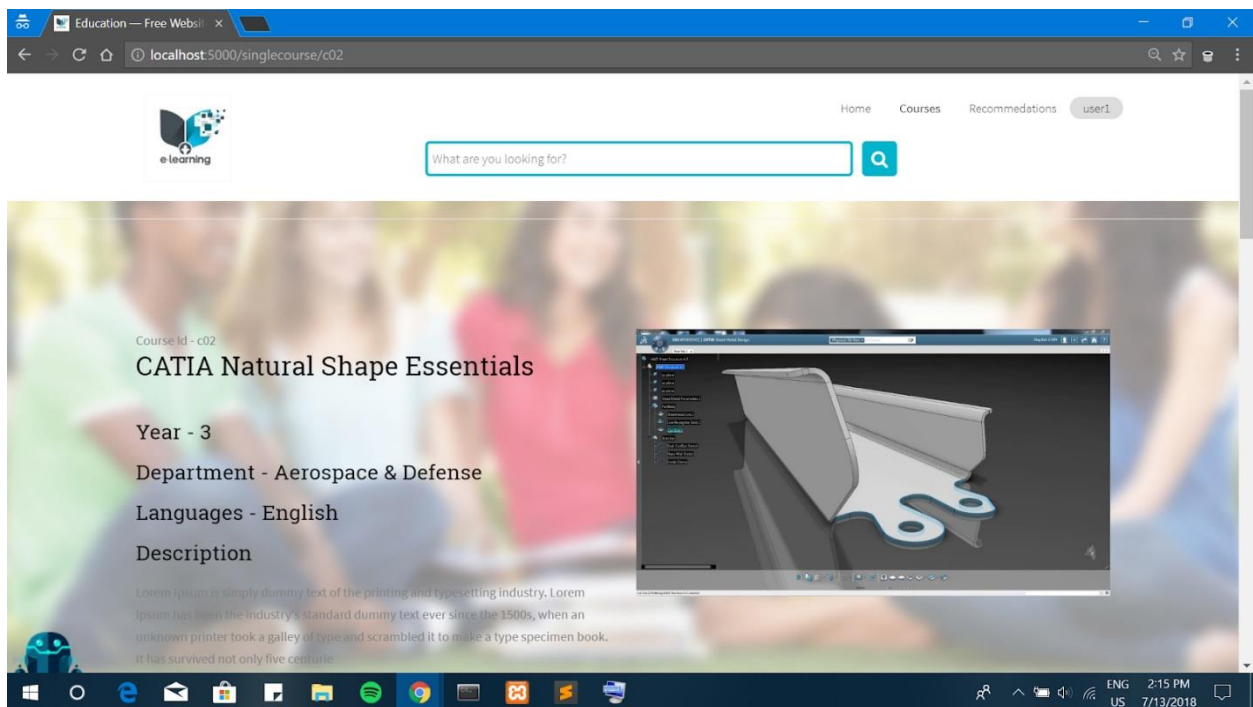 Education — Free Websit
localhost:5000/singlecourse/c02
Home Courses Recommedations user1
e-learning
What are you looking for?
Course Id - c02
CATIA Natural Shape Essentials
Year - 3
Department - Aerospace & Defense
Languages - English
Description
Lorem Ipsum is simply dummy text of the printing and typesetting industry. Lorem
Ipsum has been the industry's standard dummy text ever since the 1500s, when an
unknown printer took a galley of type and scrambled it to make a type specimen book.
It has survived not only five centurie
ENG 2:15 PM
US 7/13/2018